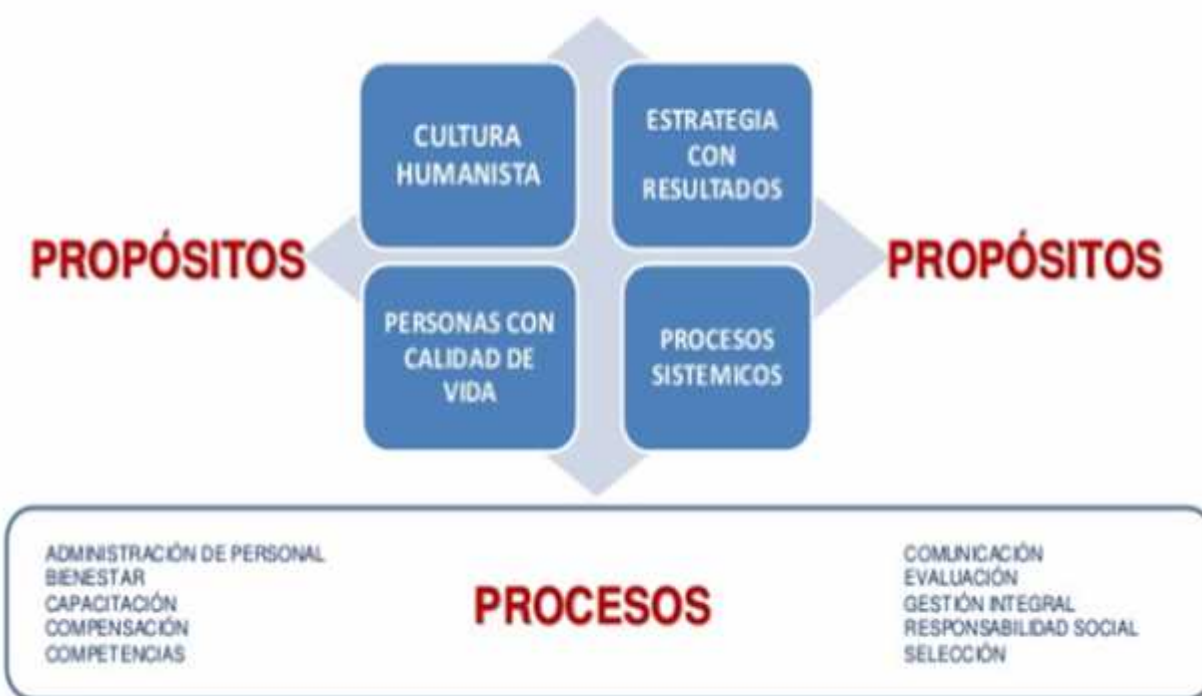 CULTURA
HUMANISTA
ESTRATEGIA
CON
RESULTADOS
PROPÓSITOS
PROPÓSITOS
PERSONAS CON
CALIDAD DE
VIDA
PROCESOS
SISTEMICOS
ADMINISTRACIÓN DE PERSONAL
BIENESTAR
CAPACITACIÓN
COMPENSACIÓN
COMPETENCIAS
PROCESOS
COMUNICACIÓN
EVALUACIÓN
GESTIÓN INTEGRAL
RESPONSABILIDAD SOCIAL
SELECCIÓN